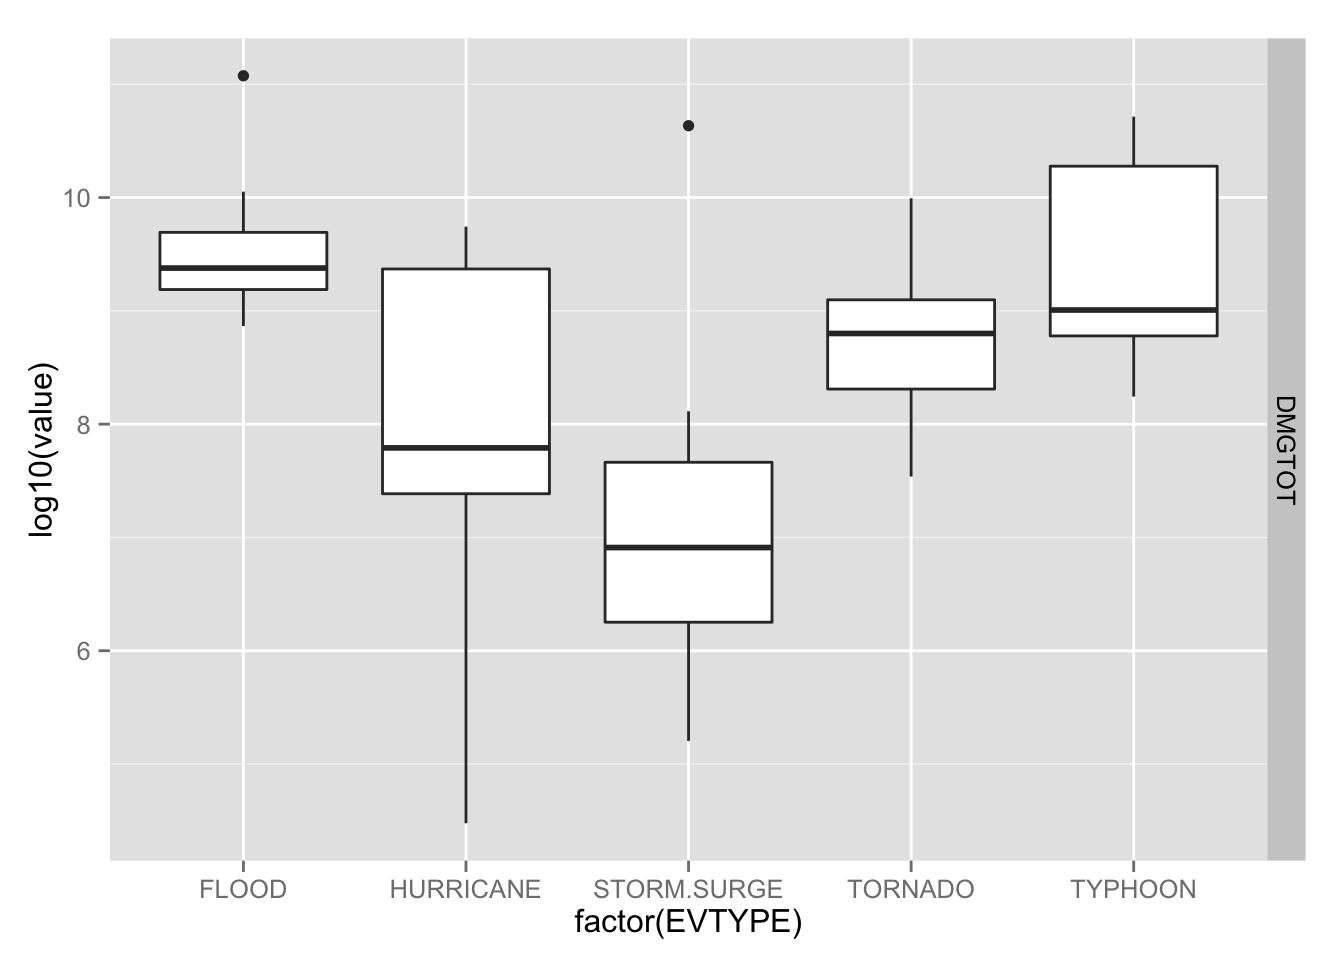 log10(value)
10
8
6
DMGTOT
FLOOD HURRICANE STORM.SURGE TORNADO TYPHOON
factor(EVTYPE)